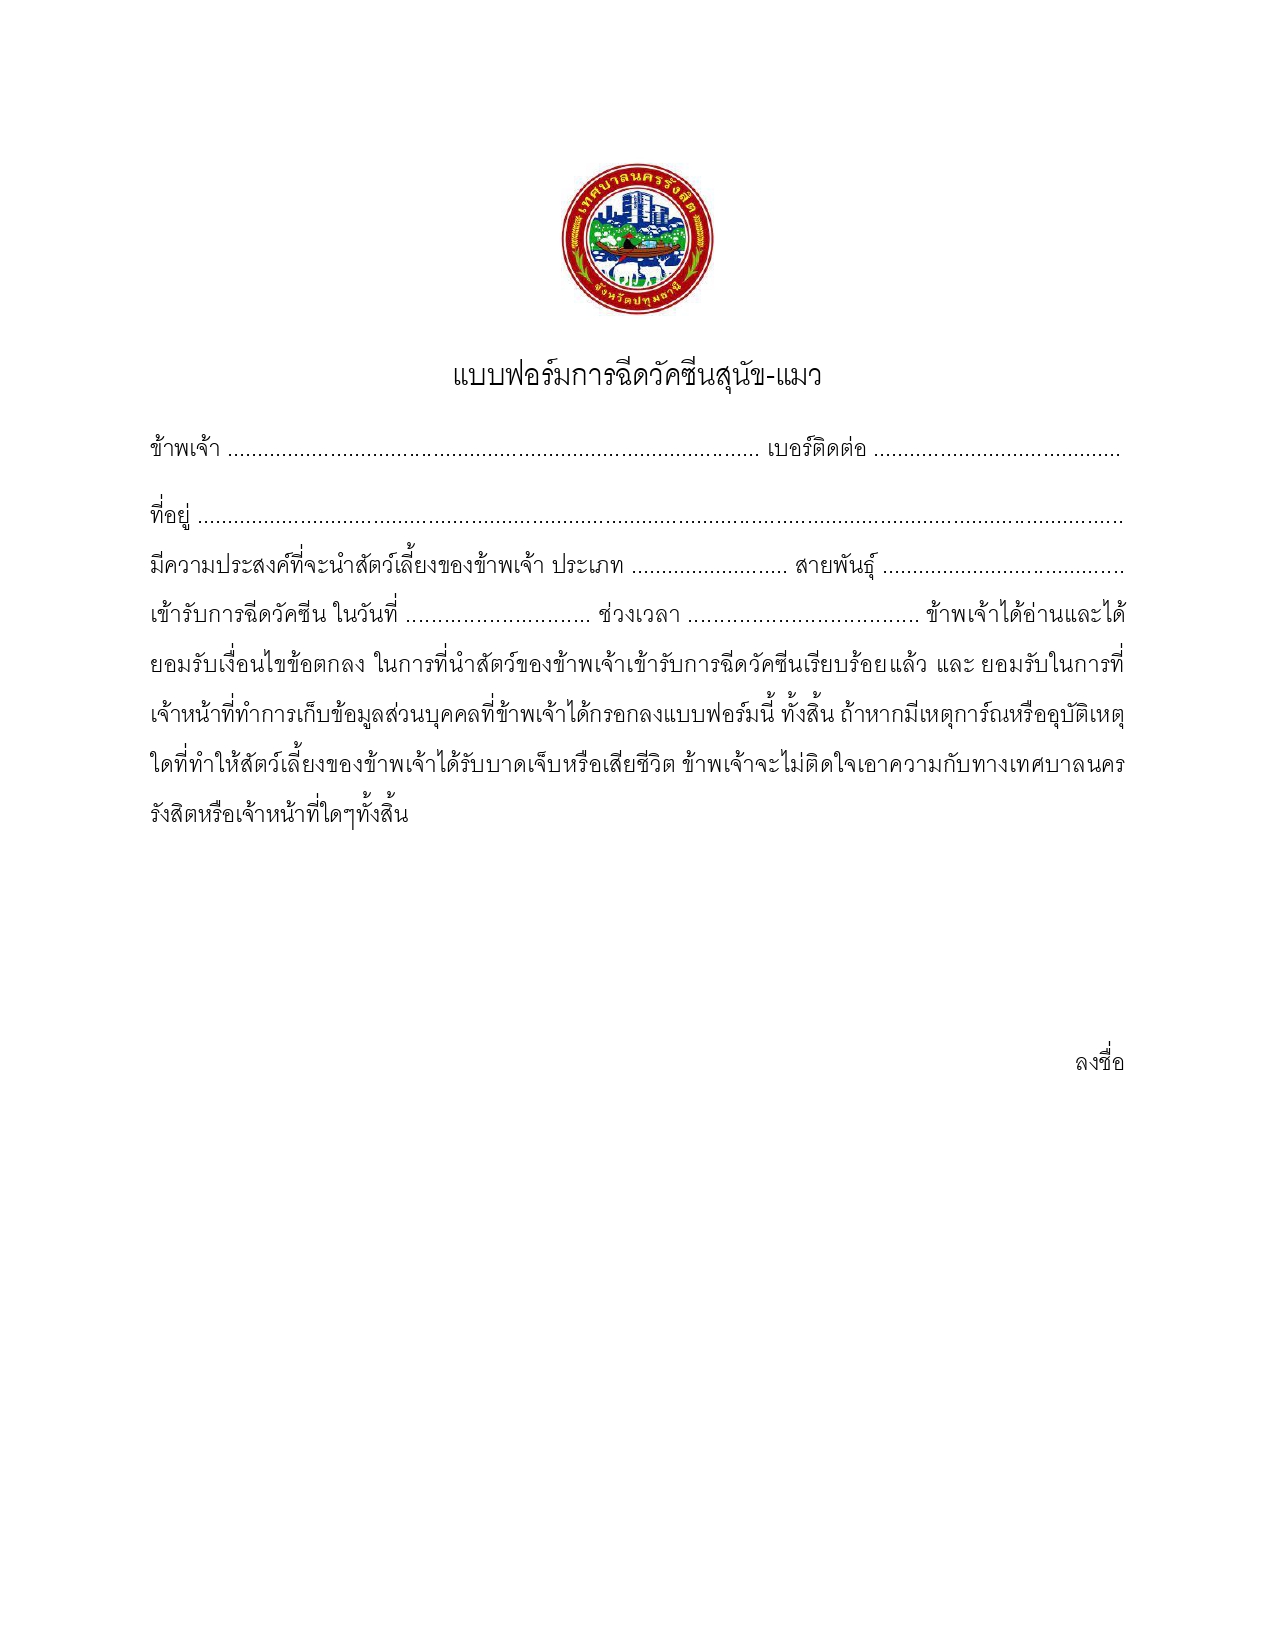 เทศบาลนครรังสิต
จังหวัดปทุมธานี
แบบฟอร์มการฉีดวัคซีนสุนัข-แมว
ข้าพเจ้า ......................................................................................... เบอร์ติดต่อ .........................................
ที่อยู่ ...........................................................................................................................................................
มีความประสงค์ที่จะนำสัตว์เลี้ยงของข้าพเจ้า ประเภท .......................... สายพันธุ์ ........................................
เข้ารับการฉีดวัคซีน ในวันที่ ............................. ช่วงเวลา .................................... ข้าพเจ้าได้อ่านและได้
ยอมรับเงื่อนไขข้อตกลง ในการที่นำสัตว์ของข้าพเจ้าเข้ารับการฉีดวัคซีนเรียบร้อยแล้ว และ ยอมรับในการที่
เจ้าหน้าที่ทำการเก็บข้อมูลส่วนบุคคลที่ข้าพเจ้าได้กรอกลงแบบฟอร์มนี้ ทั้งสิ้น ถ้าหากมีเหตุการ์ณหรืออุบัติเหตุ
ใดที่ทำให้สัตว์เลี้ยงของข้าพเจ้าได้รับบาดเจ็บหรือเสียชีวิต ข้าพเจ้าจะไม่ติดใจเอาความกับทางเทศบาลนคร
รังสิตหรือเจ้าหน้าที่ใดๆทั้งสิ้น
ลงชื่อ